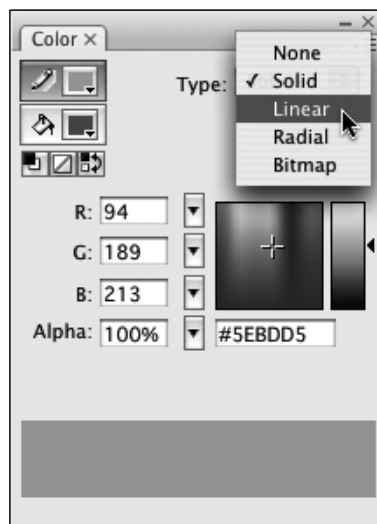 Color ×
None
Type: ✓ Solid
Linear
Radial
Bitmap
R: 94
G: 189
B: 213
Alpha: 100% #5EBDD5